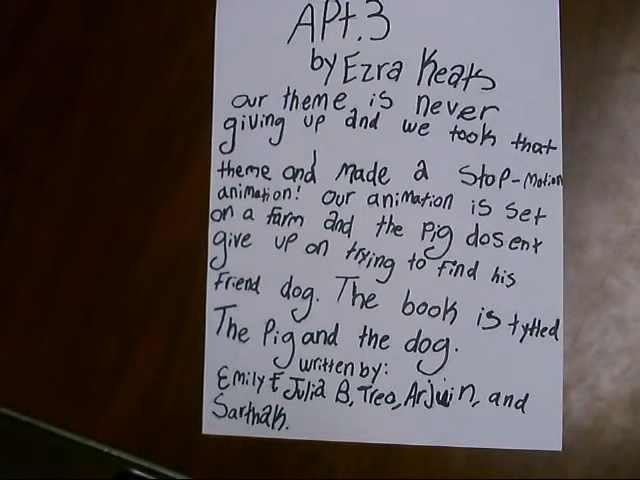 APt.3
by Ezra Keats
our theme is never
giving up and we took that
theme and made a stop-motion
animation! our animation is set
on a farm and the pig dosent
give up on trying to find his
friend dog. The book is tytled
The Pig and the dog.
written by:
Emily F Julia B, Treo, Arjuin, and
Sarthak.